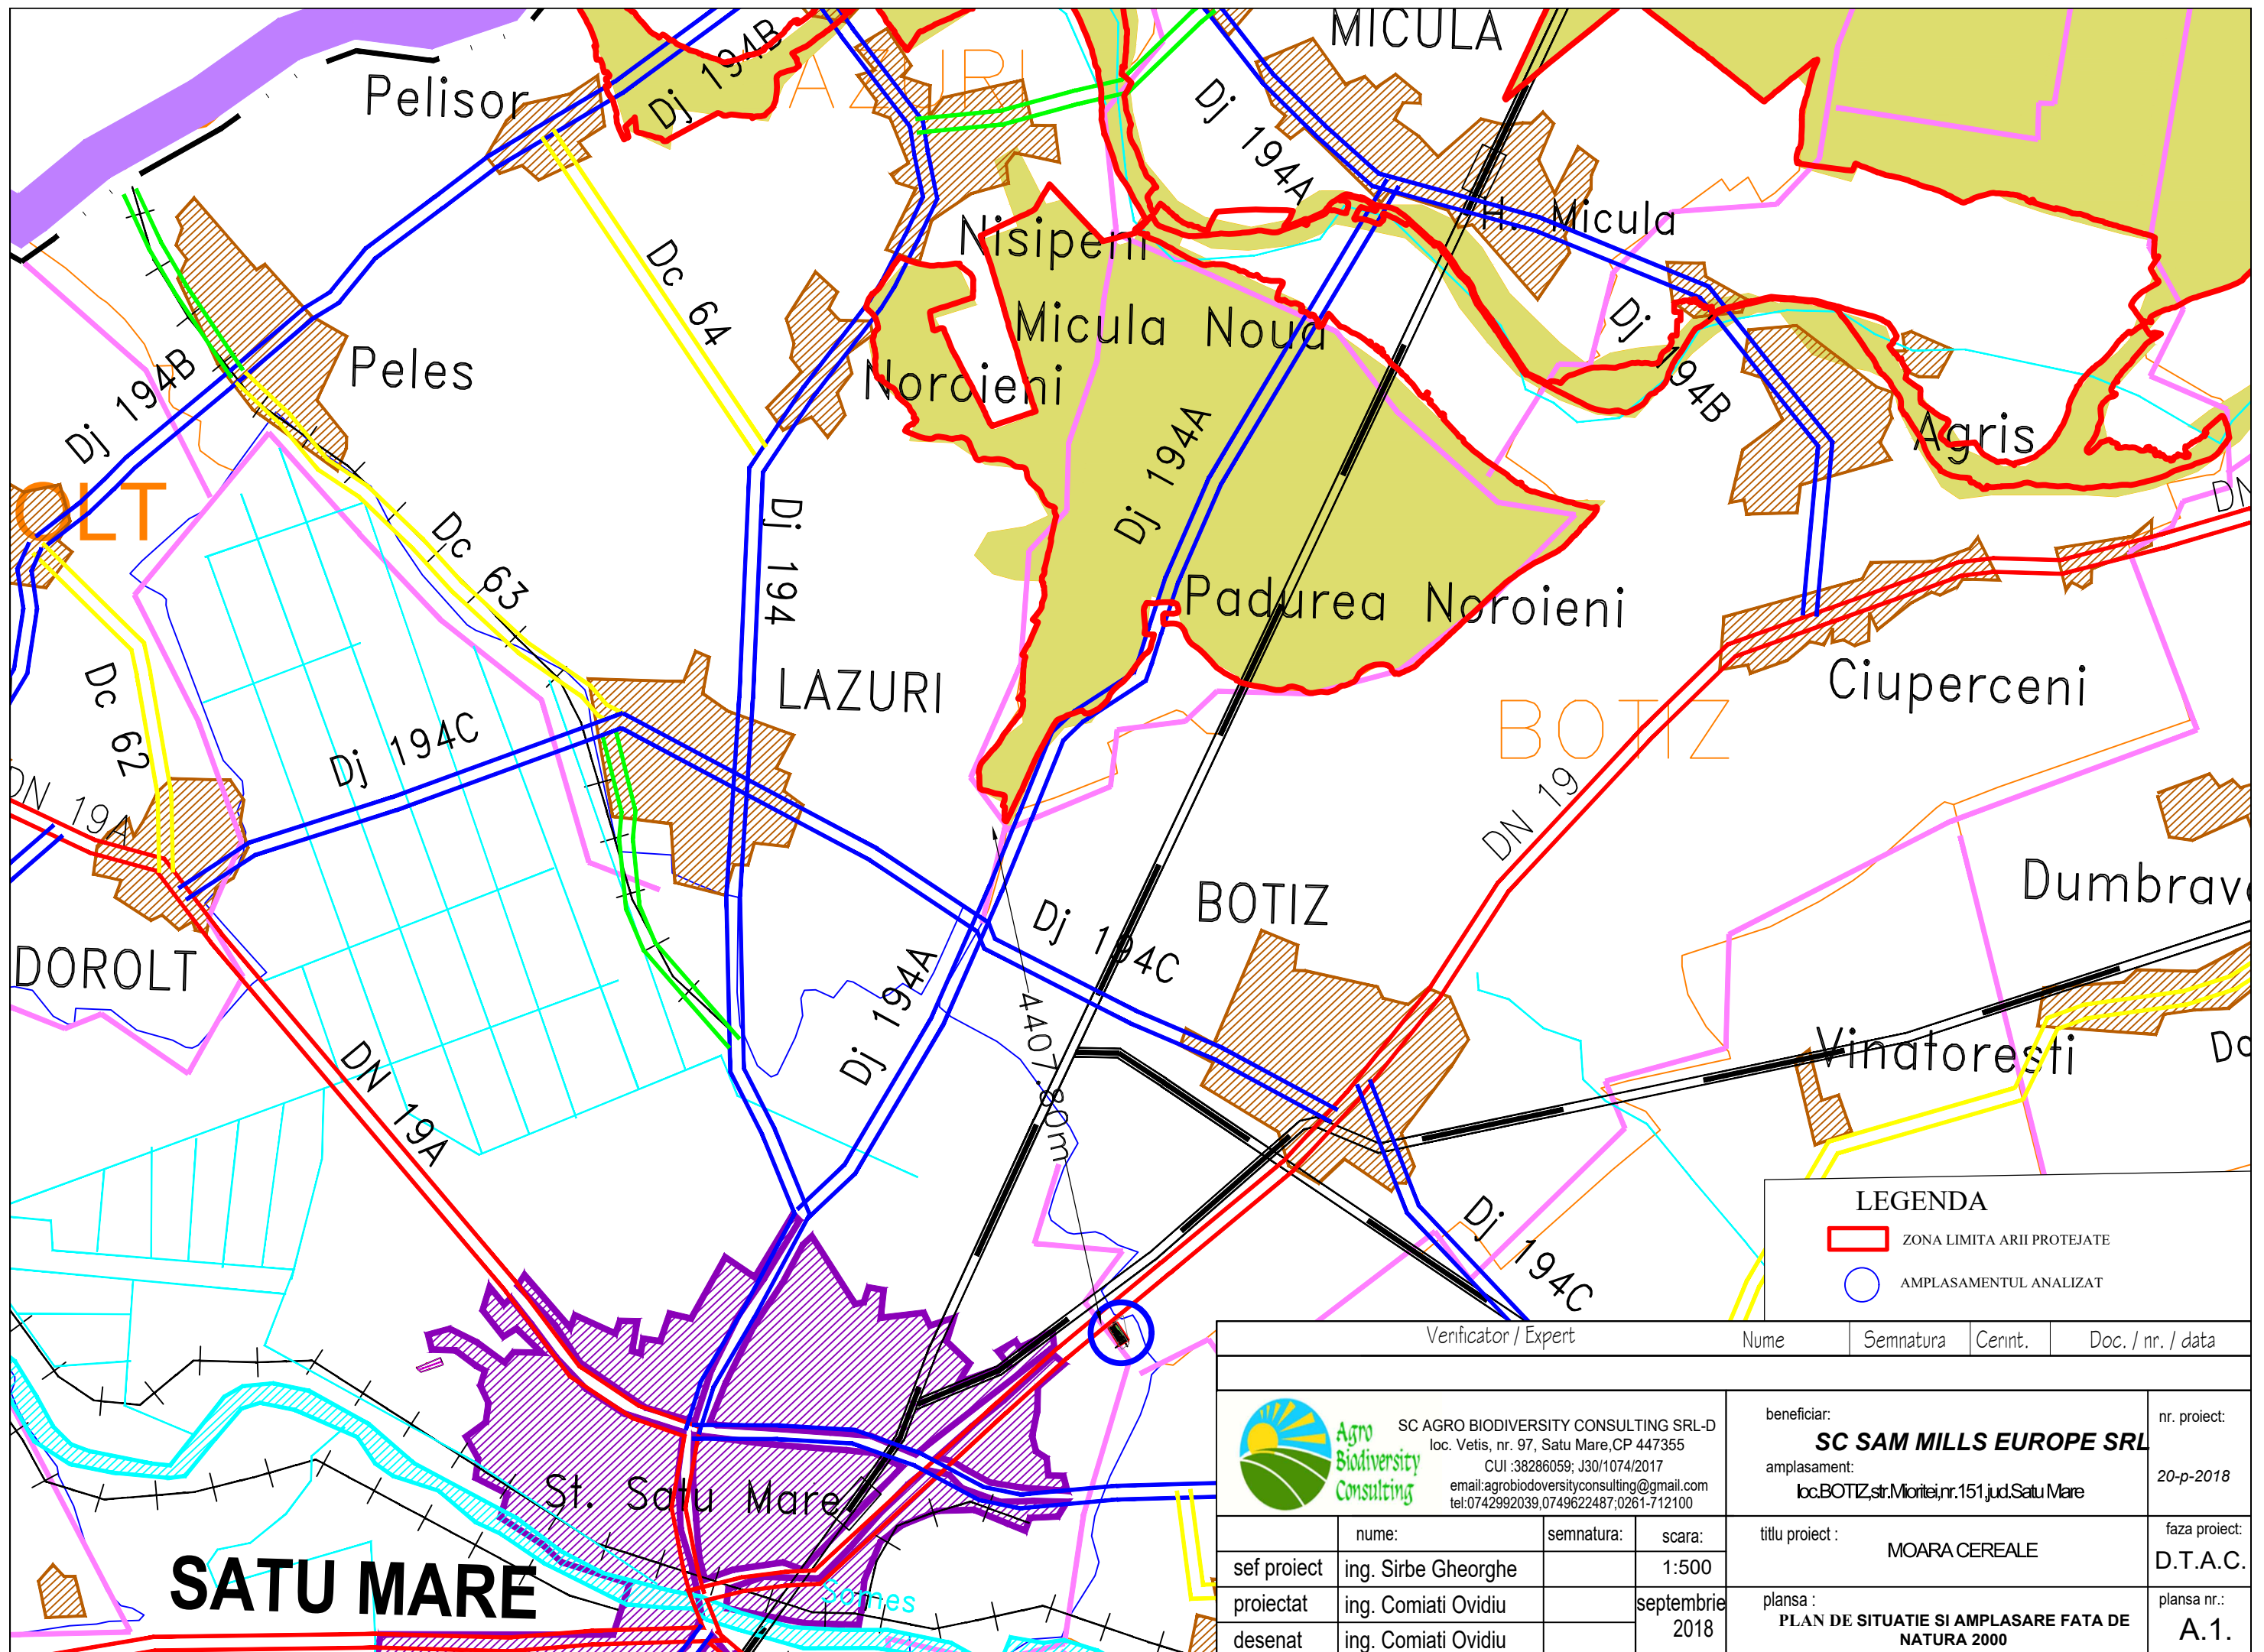 MICULA
Pelisor
Dj 194B
Dj 194A
Nisipeni
H. Micula
Dc 64
Micula Noua
Dj 194B
Peles
Noroieni
Dj 194B
Agris
Dj 194A
OLT
DN
Dc 63
Dj 194
Padurea Noroieni
LAZURI
Ciuperceni
BOTIZ
Dc 62
Dj 194C
DN 19A
DN 19
Dumbrava
BOTIZ
Dj 194C
DOROLT
Dj 194A
4407.80m
Vinatoresti
Do
DN 19A
Dj 194C
LEGENDA
ZONA LIMITA ARII PROTEJATE
AMPLASAMENTUL ANALIZAT
St. Satu Mare
SATU MARE
Somes
Verificator / Expert Nume Semnatura Cerint. Doc. / nr. / data
Agro
Biodiversity
Consulting
SC AGRO BIODIVERSITY CONSULTING SRL-D
loc. Vetis, nr. 97, Satu Mare,CP 447355
CUI :38286059; J30/1074/2017
email:agrobiodoversityconsulting@gmail.com
tel:0742992039,0749622487;0261-712100
beneficiar:
SC SAM MILLS EUROPE SRL
amplasament:
loc.BOTIZ,str.Mioritei,nr.151,jud.Satu Mare
nr. proiect:
20-p-2018
nume: semnatura: scara:
sef proiect ing. Sirbe Gheorghe 1:500
proiectat ing. Comiati Ovidiu septembrie
2018
desenat ing. Comiati Ovidiu
titlu proiect :
MOARA CEREALE
faza proiect:
D.T.A.C.
plansa :
PLAN DE SITUATIE SI AMPLASARE FATA DE
NATURA 2000
plansa nr.:
A.1.